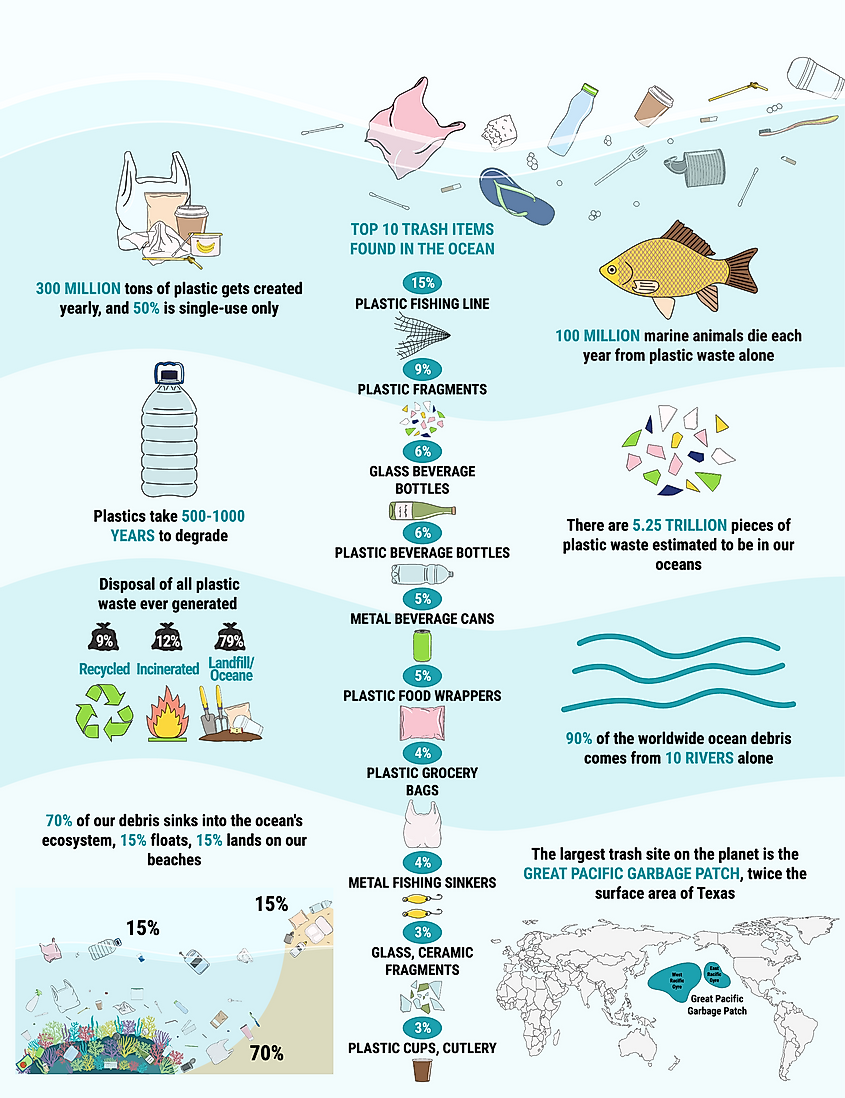 TOP 10 TRASH ITEMS
FOUND IN THE OCEAN
300 MILLION tons of plastic gets created
yearly, and 50% is single-use only
Plastics take 500-1000
YEARS to degrade
Disposal of all plastic
waste ever generated
9%
12%
79%
Recycled
Incinerated
Landfill/
Oceane
70% of our debris sinks into the ocean's
ecosystem, 15% floats, 15% lands on our
beaches
15%
15%
70%
15%
PLASTIC FISHING LINE
9%
PLASTIC FRAGMENTS
6%
GLASS BEVERAGE
BOTTLES
6%
PLASTIC BEVERAGE BOTTLES
5%
METAL BEVERAGE CANS
5%
PLASTIC FOOD WRAPPERS
4%
PLASTIC GROCERY
BAGS
4%
METAL FISHING SINKERS
3%
GLASS, CERAMIC
FRAGMENTS
3%
PLASTIC CUPS, CUTLERY
100 MILLION marine animals die each
year from plastic waste alone
There are 5.25 TRILLION pieces of
plastic waste estimated to be in our
oceans
90% of the worldwide ocean debris
comes from 10 RIVERS alone
The largest trash site on the planet is the
GREAT PACIFIC GARBAGE PATCH, twice the
surface area of Texas
West
Pacific
Gyre
East
Pacific
Gyre
Great Pacific
Garbage Patch